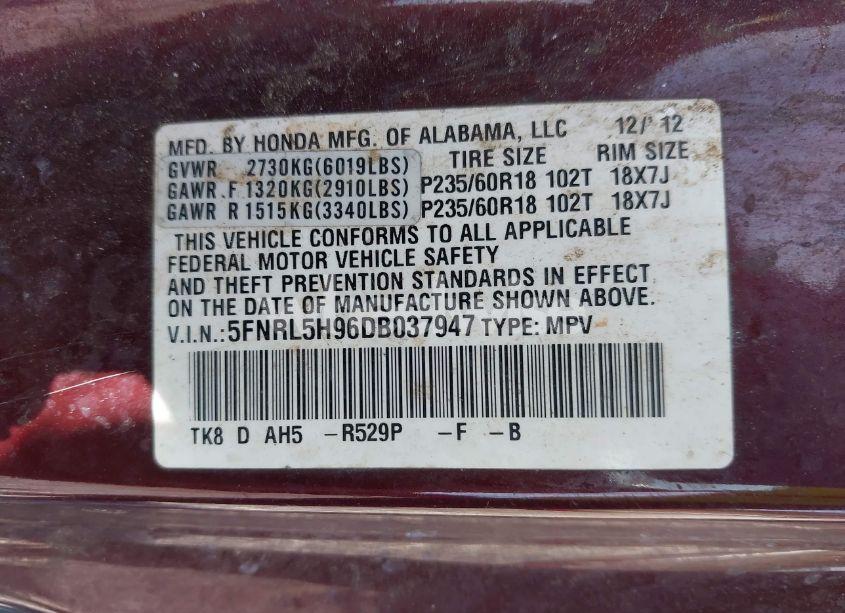 MFD. BY HONDA MFG. OF ALABAMA, LLC 12/ 12
GVWR 2730KG(6019LBS) TIRE SIZE RIM SIZE
GAWR F 1320KG(2910LBS) P235/60R18 102T 18X7J
GAWR R 1515KG(3340LBS) P235/60R18 102T 18X7J
THIS VEHICLE CONFORMS TO ALL APPLICABLE
FEDERAL MOTOR VEHICLE SAFETY
AND THEFT PREVENTION STANDARDS IN EFFECT
ON THE DATE OF MANUFACTURE SHOWN ABOVE.
V.I.N.: 5FNRL5H96DB037947 TYPE: MPV
TK8 D AH5 -R529P -F -B